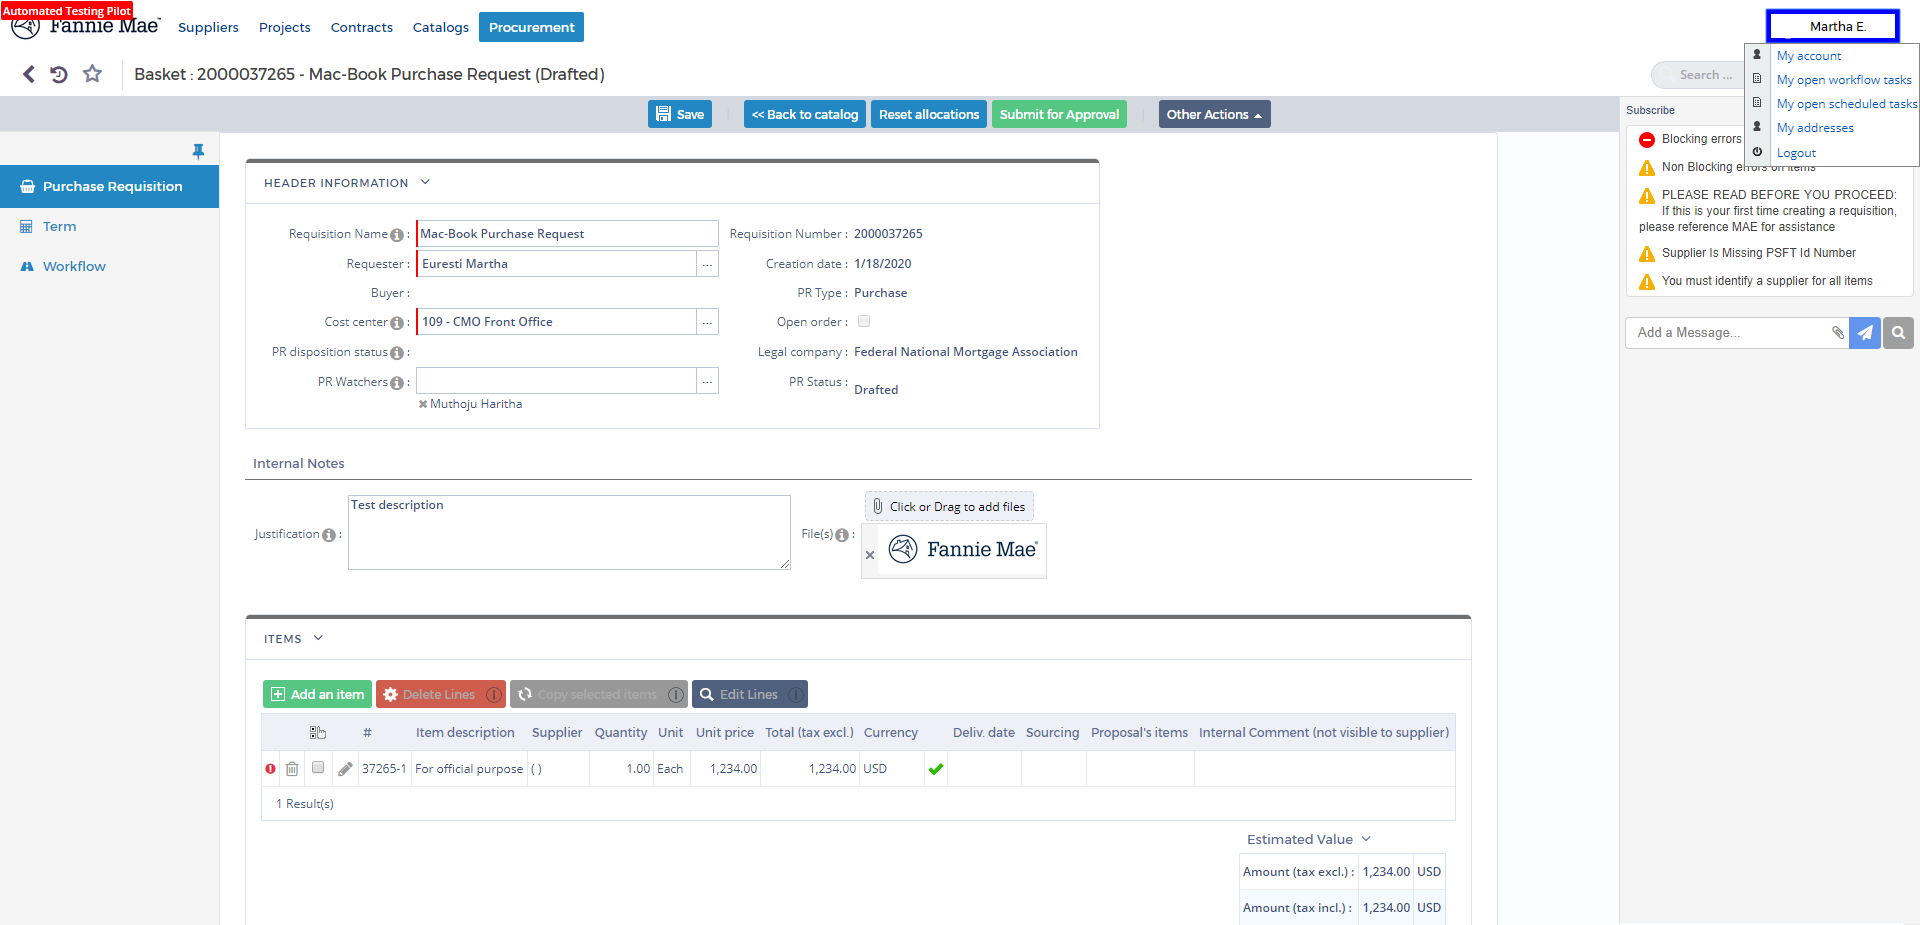 Automated Testing Pilot
Fannie Mae
Suppliers Projects Contracts Catalogs Procurement
Martha E.
My account
My open workflow tasks
My open scheduled tasks
My addresses
Logout
Basket : 2000037265 - Mac-Book Purchase Request (Drafted)
Search ...
Save
<< Back to catalog
Reset allocations
Submit for Approval
Other Actions
Purchase Requisition
Term
Workflow
HEADER INFORMATION
Requisition Name : Mac-Book Purchase Request
Requisition Number : 2000037265
Requester : Euresti Martha ...
Creation date : 1/18/2020
Buyer :
PR Type : Purchase
Cost center : 109 - CMO Front Office ...
Open order :
PR disposition status :
Legal company : Federal National Mortgage Association
PR Watchers : ...
PR Status : Drafted
Muthoju Haritha
Internal Notes
Justification : Test description
File(s) : Click or Drag to add files
Fannie Mae
ITEMS
Add an item
Delete Lines
Copy selected items
Edit Lines
# Item description Supplier Quantity Unit Unit price Total (tax excl.) Currency Deliv. date Sourcing Proposal's items Internal Comment (not visible to supplier)
37265-1 For official purpose ( ) 1.00 Each 1,234.00 1,234.00 USD
1 Result(s)
Estimated Value
Amount (tax excl.) : 1,234.00 USD
Amount (tax incl.) : 1,234.00 USD
Subscribe
Blocking errors
Non Blocking errors on items
PLEASE READ BEFORE YOU PROCEED:
If this is your first time creating a requisition,
please reference MAE for assistance
Supplier Is Missing PSFT Id Number
You must identify a supplier for all items
Add a Message...